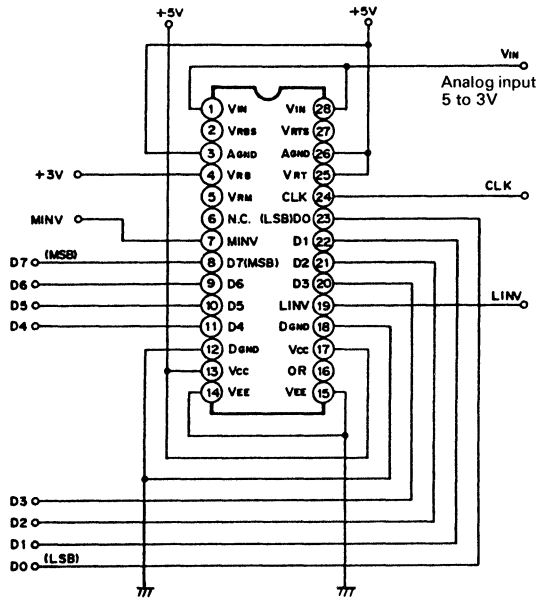 +5V +5V
VIN
Analog input
5 to 3V
1 VIN VIN 28
2 VRBS VRTS 27
3 AGND AGND 26
+3V 4 VRB VRT 25
5 VRM CLK 24 CLK
MINV 6 N.C. (LSB)D0 23
7 MINV D1 22
D7 (MSB) 8 D7(MSB) D2 21
D6 9 D6 D3 20
D5 10 D5 LINV 19 LINV
D4 11 D4 DGND 18
12 DGND VCC 17
13 VCC OR 16
14 VEE VEE 15
D3
D2
D1
D0 (LSB)